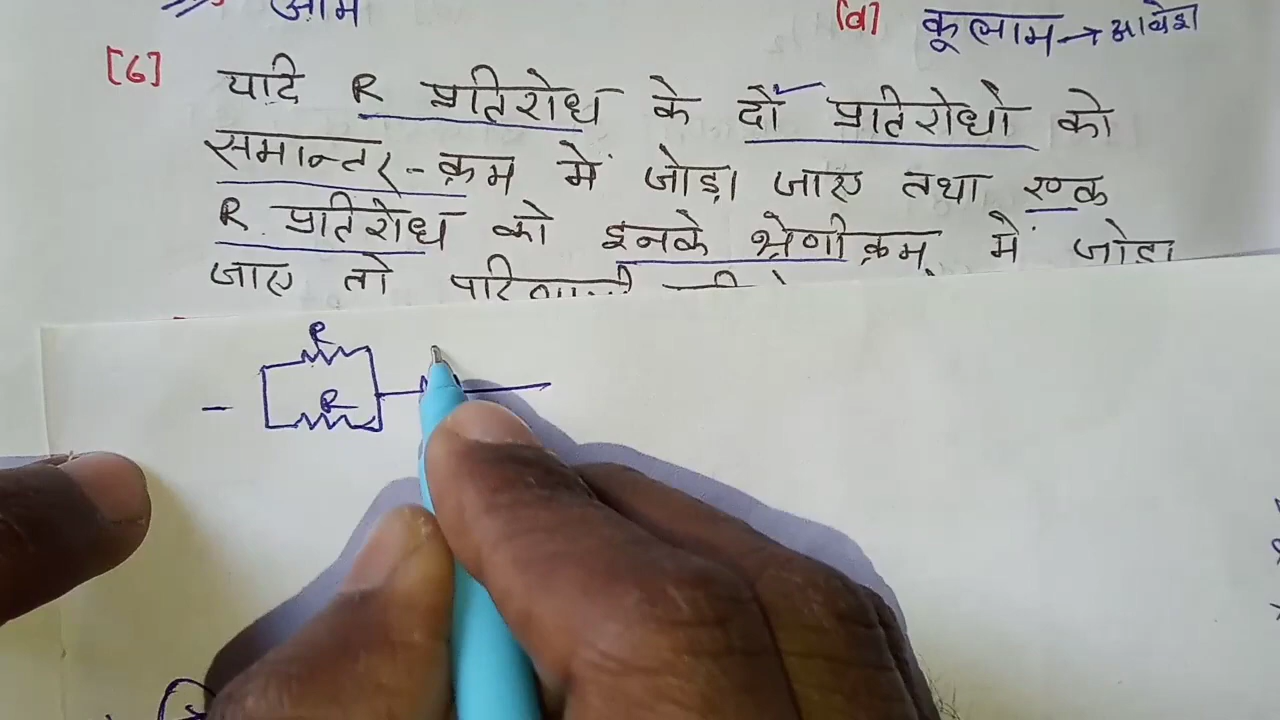 ओम
[d] कूलाम → आवेश
[6] यदि R प्रतिरोध के दो प्रतिरोधो को
समान्तर-क्रम में जोड़ा जाए तथा एक
R प्रतिरोध को इनके श्रेणीक्रम में जोड़ा
जाए तो
R
R